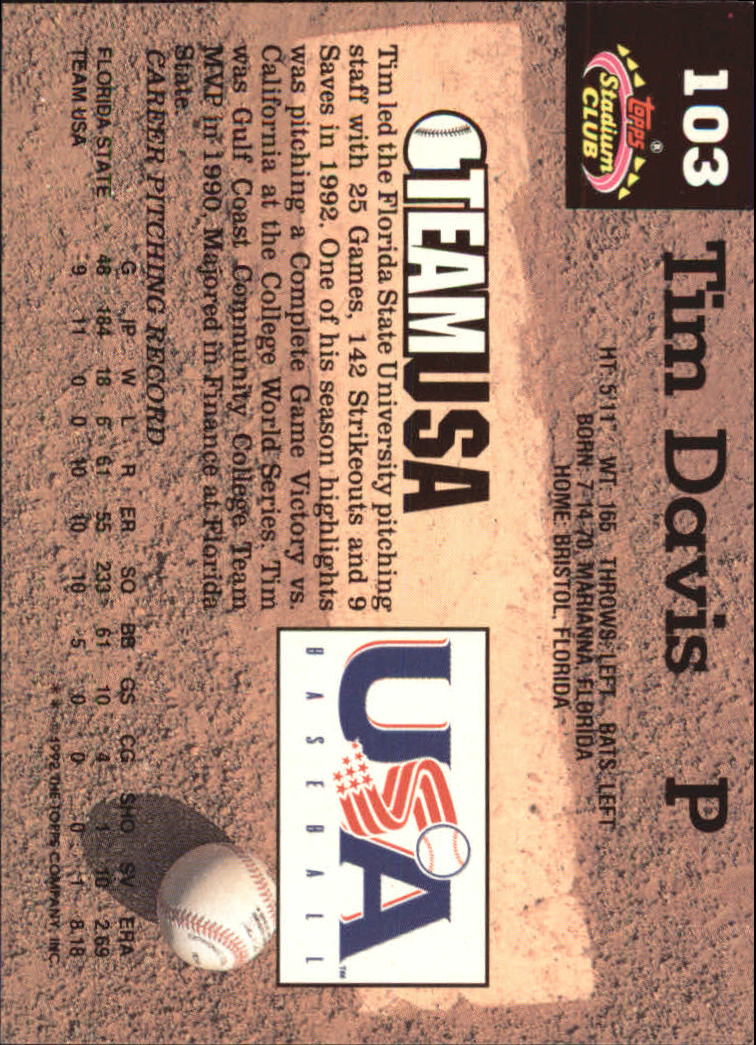 103
Tim Davis P
topps®
Stadium
CLUB
HT: 5'11" WT: 165 THROWS: LEFT BATS: LEFT
BORN: 7-14-70, MARIANNA, FLORIDA
HOME: BRISTOL, FLORIDA
TEAM USA
Tim led the Florida State University pitching
staff with 25 Games, 142 Strikeouts and 9
Saves in 1992. One of his season highlights
was pitching a Complete Game Victory vs.
California at the College World Series. Tim
was Gulf Coast Community College Team
MVP in 1990. Majored in Finance at Florida
State.
USA
BASEBALL
TM
CAREER PITCHING RECORD
G IP W L R ER SO BB GS CG SHO SV ERA
FLORIDA STATE 48 184 18 6 61 55 233 61 10 4 1 10 2.69
TEAM USA 9 11 0 0 10 10 10 5 0 0 0 1 8.18
* * © 1992 THE TOPPS COMPANY, INC.